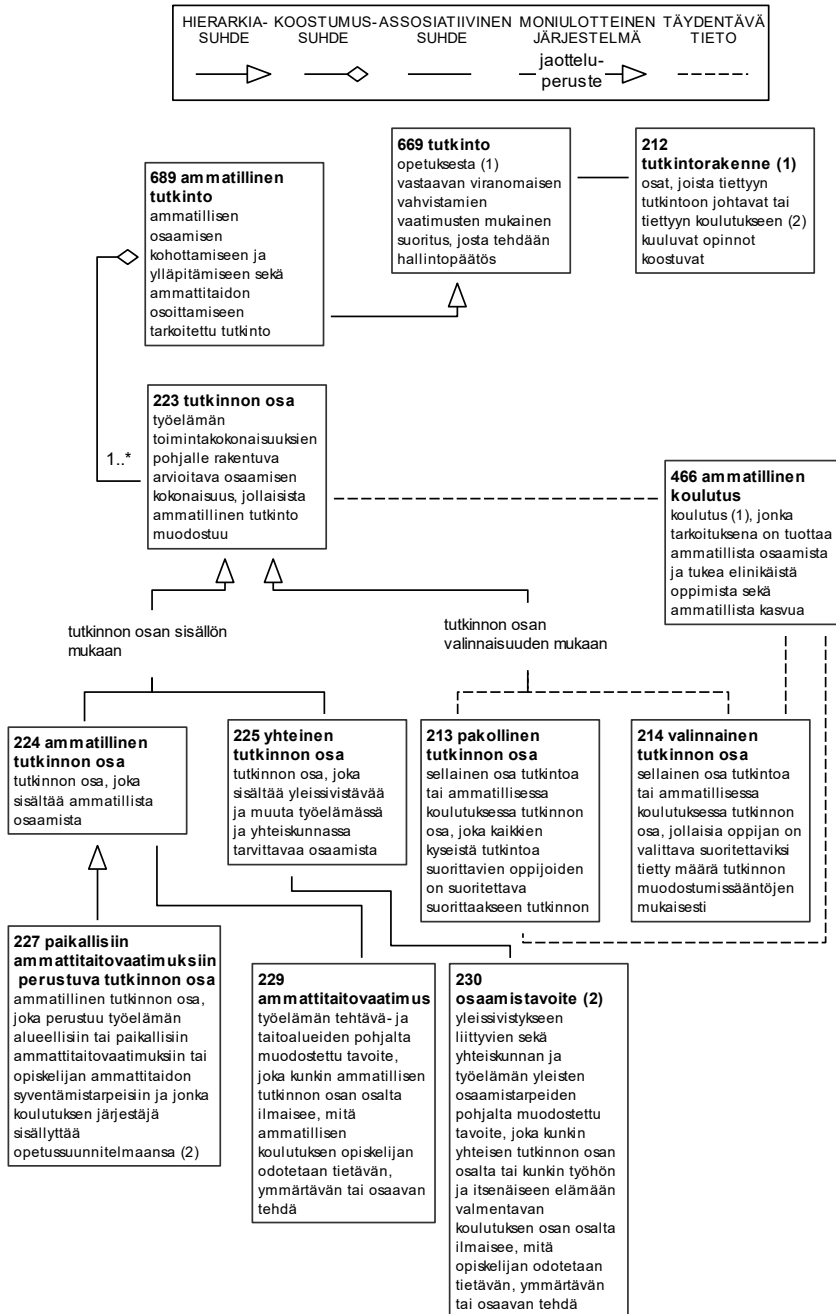 HIERARKIA-
SUHDE
KOOSTUMUS-
SUHDE
ASSOSIATIIVINEN
SUHDE
MONIULOTTEINEN
JÄRJESTELMÄ
TÄYDENTÄVÄ
TIETO
jaottelu-
peruste
689 ammatillinen
tutkinto
ammatillisen
osaamisen
kohottamiseen ja
ylläpitämiseen sekä
ammattitaidon
osoittamiseen
tarkoitettu tutkinto
669 tutkinto
opetuksesta (1)
vastaavan viranomaisen
vahvistamien
vaatimusten mukainen
suoritus, josta tehdään
hallintopäätös
212
tutkintorakenne (1)
osat, joista tiettyyn
tutkintoon johtavat tai
tiettyyn koulutukseen (2)
kuuluvat opinnot
koostuvat
223 tutkinnon osa
työelämän
toimintakokonaisuuksien
pohjalle rakentuva
arvioitava osaamisen
kokonaisuus, jollaisista
ammatillinen tutkinto
muodostuu
1..*
466 ammatillinen
koulutus
koulutus (1), jonka
tarkoituksena on tuottaa
ammatillista osaamista
ja tukea elinikäistä
oppimista sekä
ammatillista kasvua
tutkinnon osan sisällön
mukaan
tutkinnon osan
valinnaisuuden mukaan
224 ammatillinen
tutkinnon osa
tutkinnon osa, joka
sisältää ammatillista
osaamista
225 yhteinen
tutkinnon osa
tutkinnon osa, joka
sisältää yleissivistävää
ja muuta työelämässä
ja yhteiskunnassa
tarvittavaa osaamista
213 pakollinen
tutkinnon osa
sellainen osa tutkintoa
tai ammatillisessa
koulutuksessa tutkinnon
osa, joka kaikkien
kyseistä tutkintoa
suorittavien oppijoiden
on suoritettava
suorittaakseen tutkinnon
214 valinnainen
tutkinnon osa
sellainen osa tutkintoa
tai ammatillisessa
koulutuksessa tutkinnon
osa, jollaisia oppijan on
valittava suoritettaviksi
tietty määrä tutkinnon
muodostumissääntöjen
mukaisesti
227 paikallisiin
ammattitaitovaatimuksiin
perustuva tutkinnon osa
ammatillinen tutkinnon osa,
joka perustuu työelämän
alueellisiin tai paikallisiin
ammattitaitovaatimuksiin tai
opiskelijan ammattitaidon
syventämistarpeisiin ja jonka
koulutuksen järjestäjä
sisällyttää
opetussuunnitelmaansa (2)
229
ammattitaitovaatimus
työelämän tehtävä- ja
taitoalueiden pohjalta
muodostettu tavoite,
joka kunkin ammatillisen
tutkinnon osan osalta
ilmaisee, mitä
ammatillisen
koulutuksen opiskelijan
odotetaan tietävän,
ymmärtävän tai osaavan
tehdä
230
osaamistavoite (2)
yleissivistykseen
liittyvien sekä
yhteiskunnan ja
työelämän yleisten
osaamistarpeiden
pohjalta muodostettu
tavoite, joka kunkin
yhteisen tutkinnon osan
osalta tai kunkin työhön
ja itsenäiseen elämään
valmentavan
koulutuksen osan osalta
ilmaisee, mitä
opiskelijan odotetaan
tietävän, ymmärtävän
tai osaavan tehdä